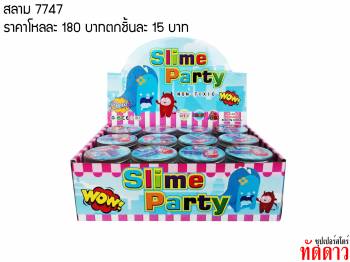 สลาม 7747
ราคาโหลละ 180 บาทตกชิ้นละ 15 บาท
Slime
Party
NON TIXIC
WOW!
WOW!
Slime
Party
ซุปเปอร์สโตร์
ทัดดาว